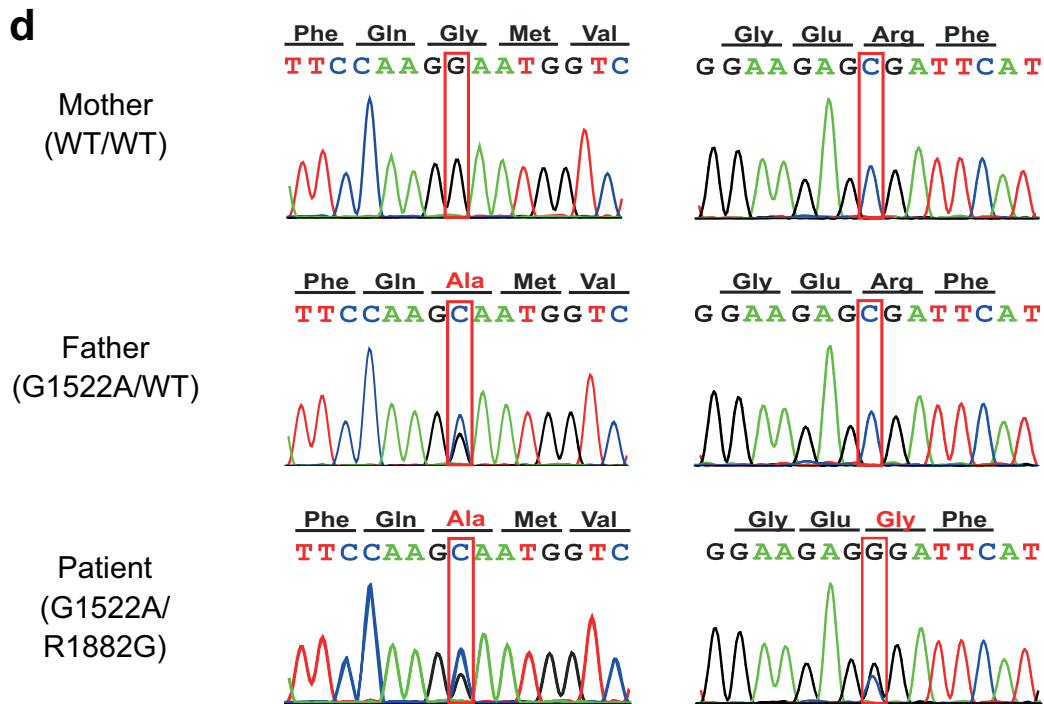 d
Phe Gln Gly Met Val
TTCCAAGGAATGGTC
Gly Glu Arg Phe
GGAAGAGCGATTCAT
Mother
(WT/WT)
Phe Gln Ala Met Val
TTCCAAGCAATGGTC
Gly Glu Arg Phe
GGAAGAGCGATTCAT
Father
(G1522A/WT)
Phe Gln Ala Met Val
TTCCAAGCAATGGTC
Gly Glu Gly Phe
GGAAGAGGGATTCAT
Patient
(G1522A/
R1882G)